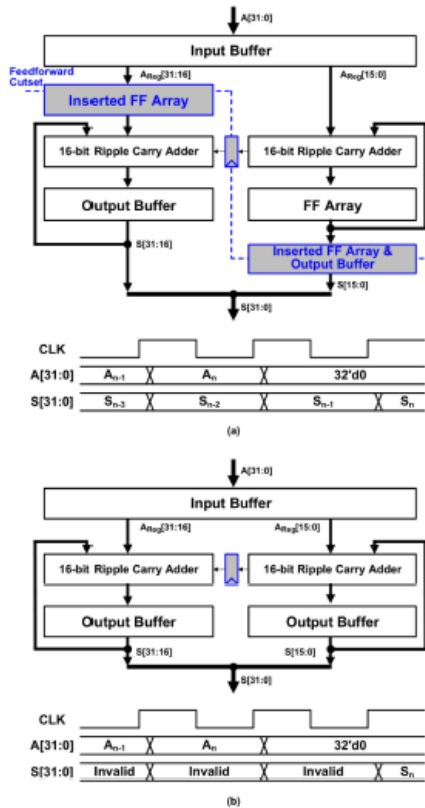 A[31:0]
Input Buffer
Feedforward
Cutset
A_Reg[31:16]
A_Reg[15:0]
Inserted FF Array
16-bit Ripple Carry Adder
16-bit Ripple Carry Adder
Output Buffer
FF Array
S[31:16]
Inserted FF Array &
Output Buffer
S[15:0]
S[31:0]
CLK
A[31:0] A_n-1 A_n 32'd0
S[31:0] S_n-3 S_n-2 S_n-1 S_n
(a)
A[31:0]
Input Buffer
A_Reg[31:16]
A_Reg[15:0]
16-bit Ripple Carry Adder
16-bit Ripple Carry Adder
Output Buffer
Output Buffer
S[31:16]
S[15:0]
S[31:0]
CLK
A[31:0] A_n-1 A_n 32'd0
S[31:0] Invalid Invalid Invalid S_n
(b)